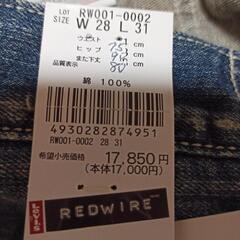 LOT RW001-0002
SIZE W 28 L 31
ウエスト cm
ヒップ cm
また下丈 80 cm
品質表示
綿 100%
4930282874951
RW001-0002 28 31
希望小売価格 17,850円
(本体17,000円)
LEVI'S
REDWIRE